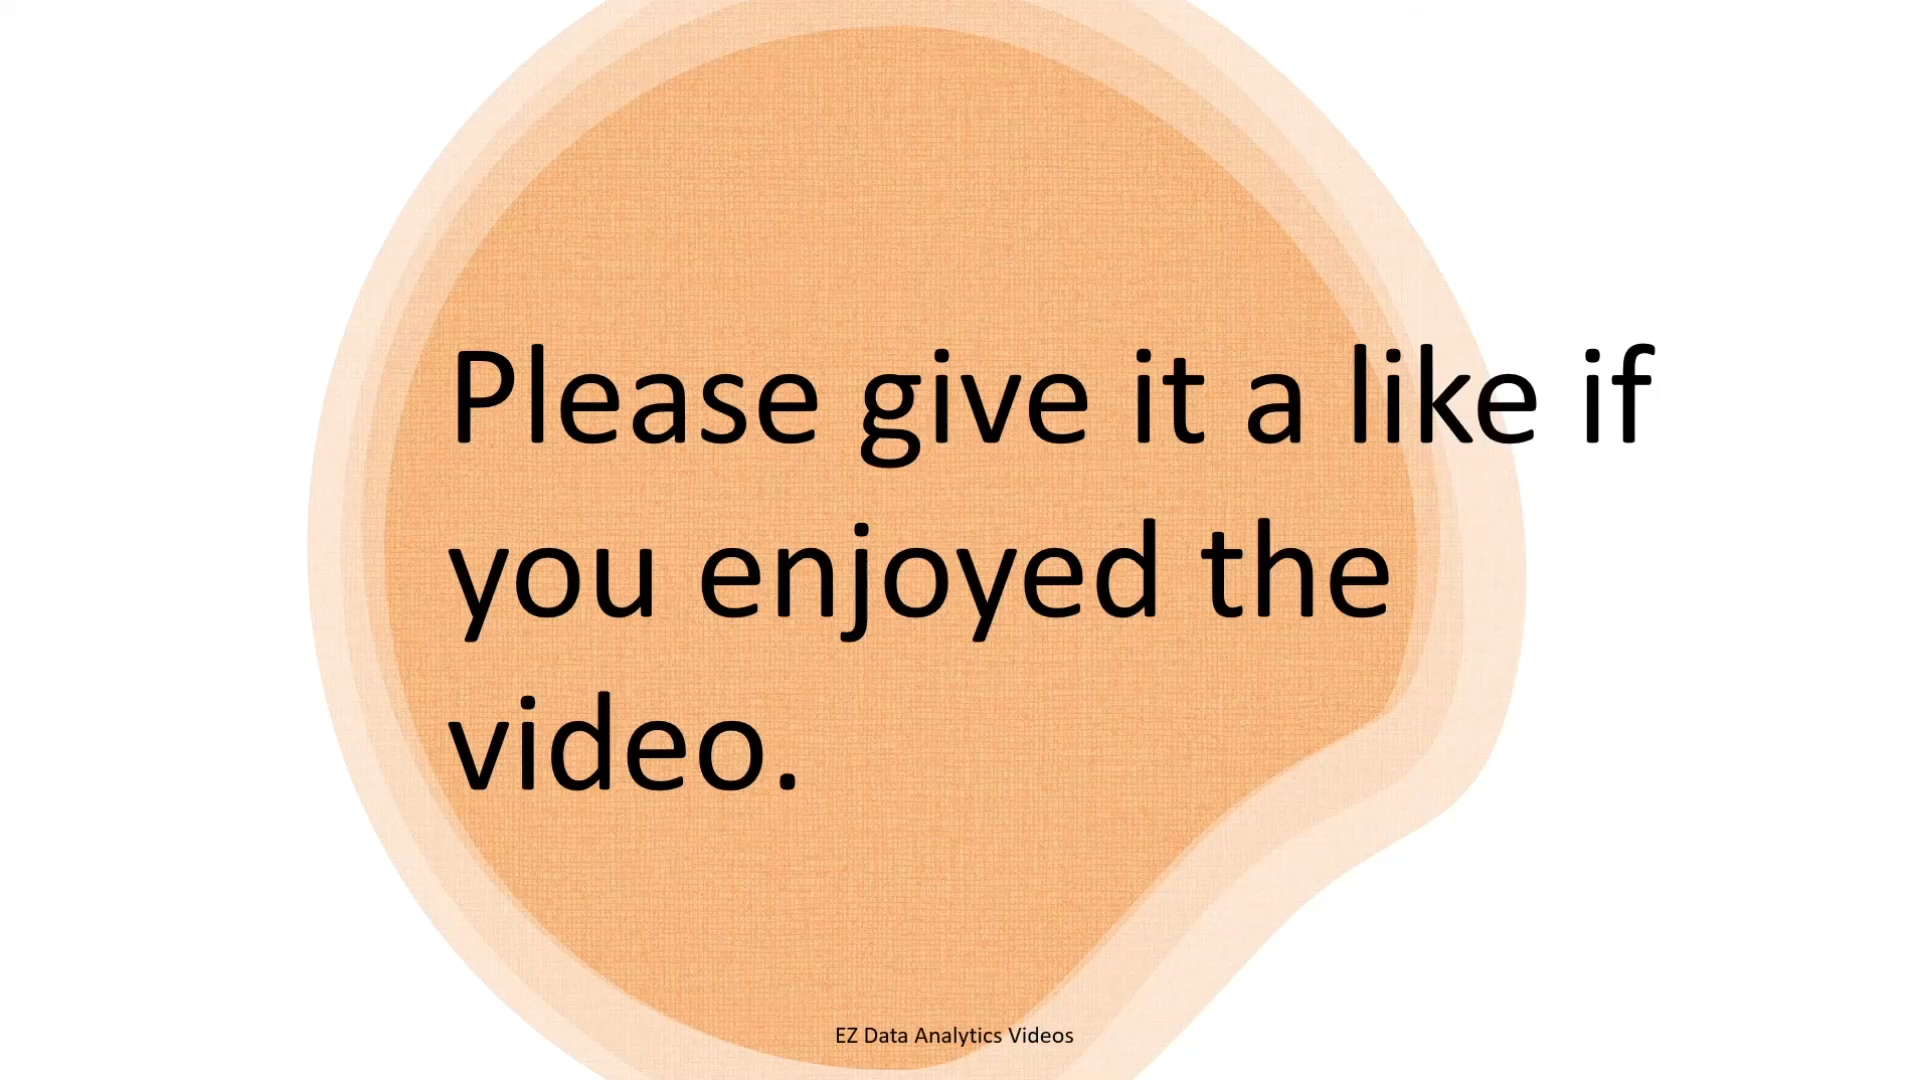 Please give it a like if
you enjoyed the
video.
EZ Data Analytics Videos